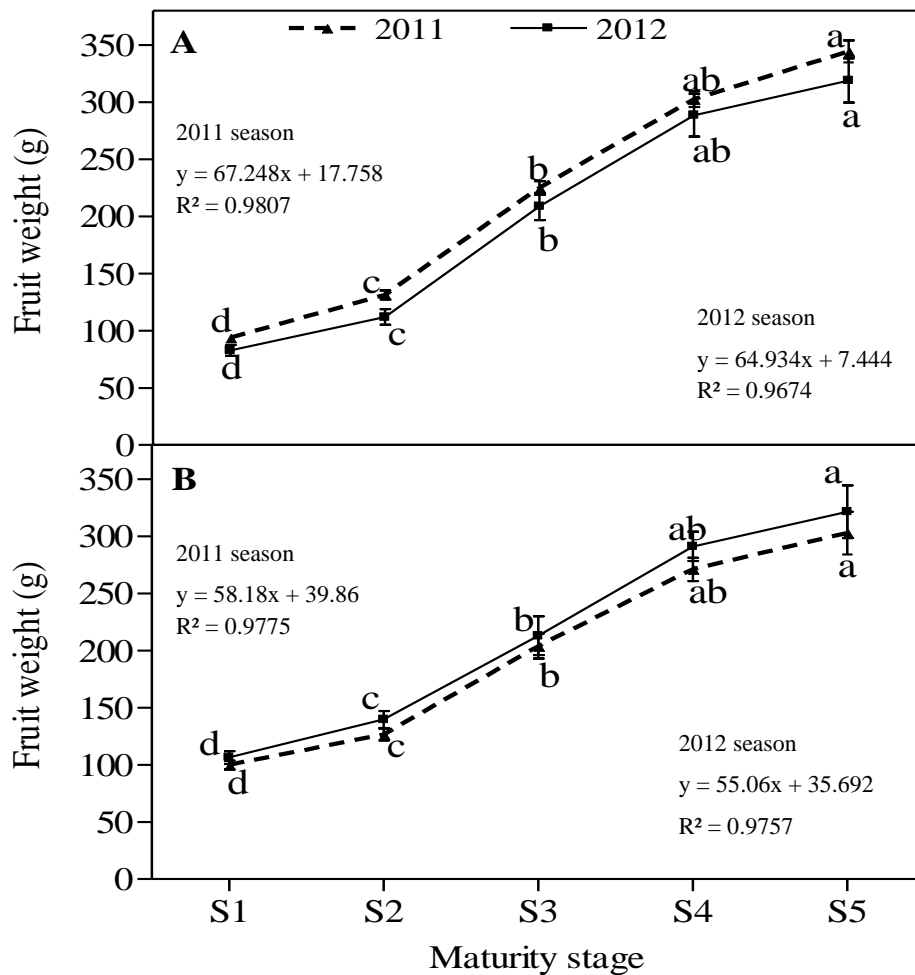 A
2011
2012
350
300
250
200
150
100
50
0
Fruit weight (g)
2011 season
y = 67.248x + 17.758
R² = 0.9807
2012 season
y = 64.934x + 7.444
R² = 0.9674
d
c
b
ab
a
d
c
b
ab
a
B
350
300
250
200
150
100
50
0
Fruit weight (g)
2011 season
y = 58.18x + 39.86
R² = 0.9775
2012 season
y = 55.06x + 35.692
R² = 0.9757
d
c
b
ab
a
d
c
b
ab
a
S1 S2 S3 S4 S5
Maturity stage